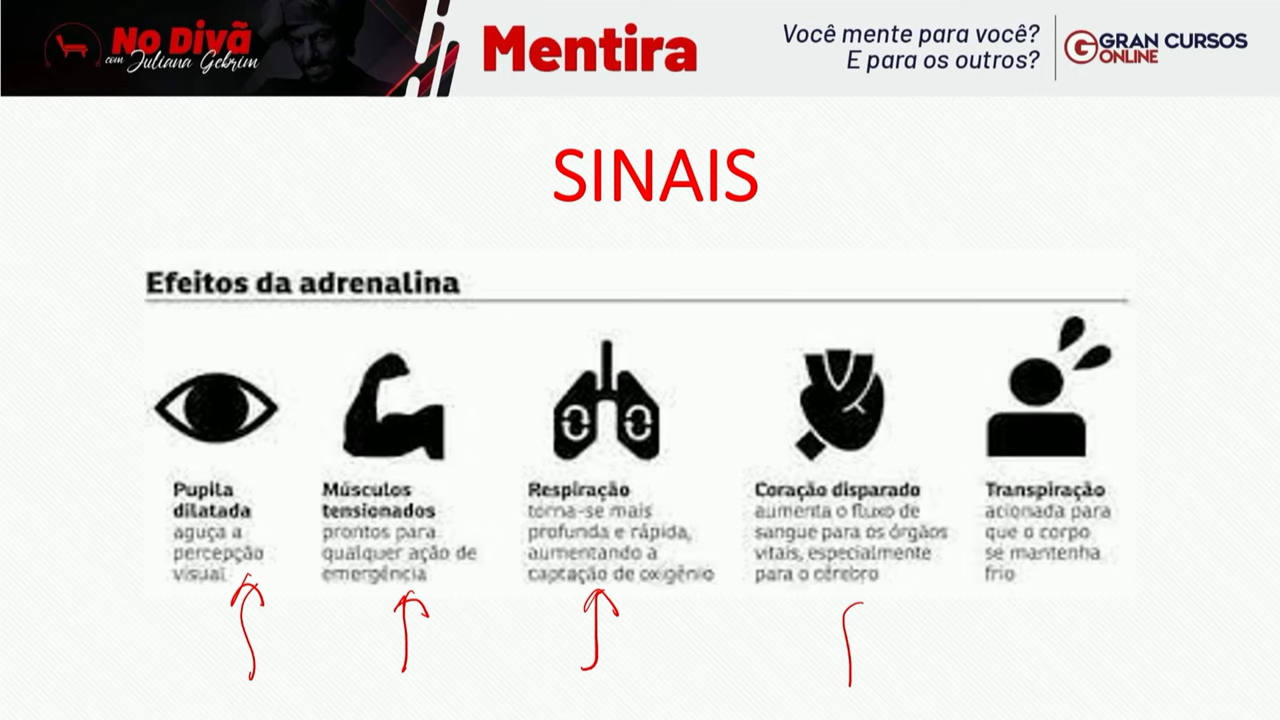 No Divã
com Juliana Gebrim
Mentira
Você mente para você?
E para os outros?
GRAN CURSOS
ONLINE
SINAIS
Efeitos da adrenalina
Pupila
dilatada
aguça a
percepção
visual
Músculos
tensionados
prontos para
qualquer ação de
emergência
Respiração
torna-se mais
profunda e rápida,
aumentando a
captação de oxigênio
Coração disparado
aumenta o fluxo de
sangue para os órgãos
vitais, especialmente
para o cérebro
Transpiração
acionada para
que o corpo
se mantenha
frio